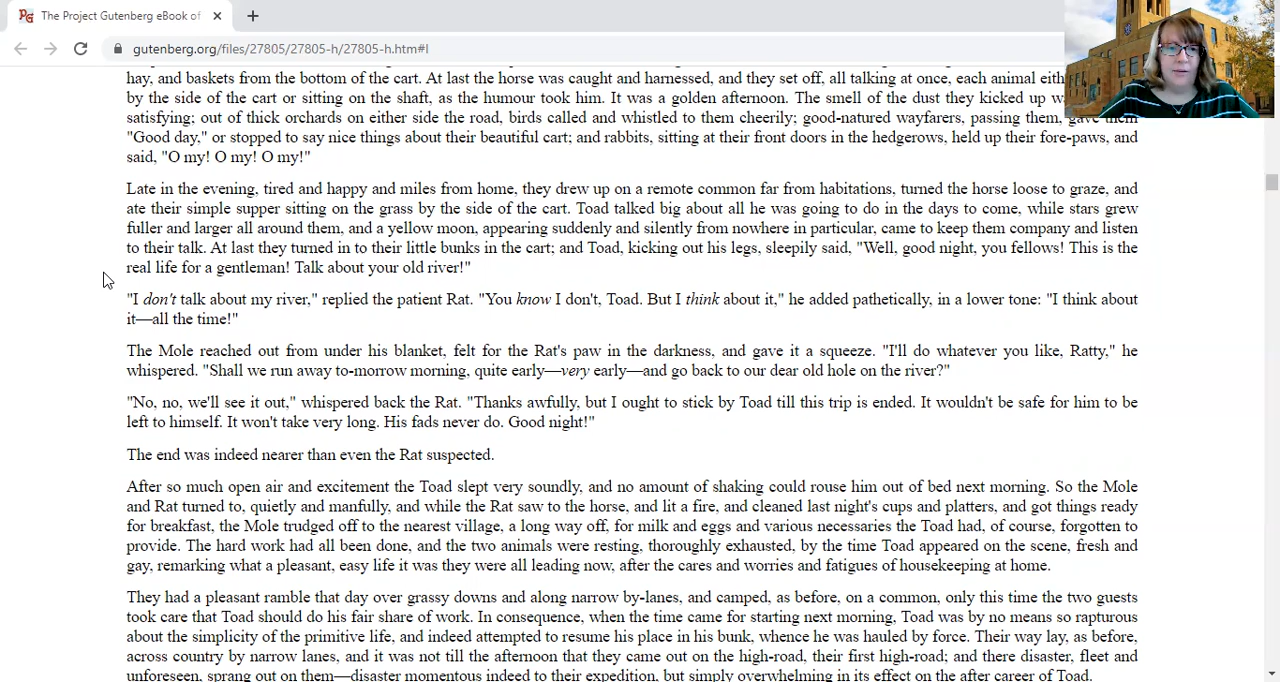 The Project Gutenberg eBook of
gutenberg.org/files/27805/27805-h/27805-h.htm#I
hay, and baskets from the bottom of the cart. At last the horse was caught and harnessed, and they set off, all talking at once, each animal
by the side of the cart or sitting on the shaft, as the humour took him. It was a golden afternoon. The smell of the dust they kicked up
satisfying; out of thick orchards on either side the road, birds called and whistled to them cheerily; good-natured wayfarers, passing them, gave them
"Good day," or stopped to say nice things about their beautiful cart; and rabbits, sitting at their front doors in the hedgerows, held up their fore-paws, and
said, "O my! O my! O my!"
Late in the evening, tired and happy and miles from home, they drew up on a remote common far from habitations, turned the horse loose to graze, and
ate their simple supper sitting on the grass by the side of the cart. Toad talked big about all he was going to do in the days to come, while stars grew
fuller and larger all around them, and a yellow moon, appearing suddenly and silently from nowhere in particular, came to keep them company and listen
to their talk. At last they turned in to their little bunks in the cart; and Toad, kicking out his legs, sleepily said, "Well, good night, you fellows! This is the
real life for a gentleman! Talk about your old river!"
"I don't talk about my river," replied the patient Rat. "You know I don't, Toad. But I think about it," he added pathetically, in a lower tone: "I think about
it—all the time!"
The Mole reached out from under his blanket, felt for the Rat's paw in the darkness, and gave it a squeeze. "I'll do whatever you like, Ratty," he
whispered. "Shall we run away to-morrow morning, quite early—very early—and go back to our dear old hole on the river?"
"No, no, we'll see it out," whispered back the Rat. "Thanks awfully, but I ought to stick by Toad till this trip is ended. It wouldn't be safe for him to be
left to himself. It won't take very long. His fads never do. Good night!"
The end was indeed nearer than even the Rat suspected.
After so much open air and excitement the Toad slept very soundly, and no amount of shaking could rouse him out of bed next morning. So the Mole
and Rat turned to, quietly and manfully, and while the Rat saw to the horse, and lit a fire, and cleaned last night's cups and platters, and got things ready
for breakfast, the Mole trudged off to the nearest village, a long way off, for milk and eggs and various necessaries the Toad had, of course, forgotten to
provide. The hard work had all been done, and the two animals were resting, thoroughly exhausted, by the time Toad appeared on the scene, fresh and
gay, remarking what a pleasant, easy life it was they were all leading now, after the cares and worries and fatigues of housekeeping at home.
They had a pleasant ramble that day over grassy downs and along narrow by-lanes, and camped, as before, on a common, only this time the two guests
took care that Toad should do his fair share of work. In consequence, when the time came for starting next morning, Toad was by no means so rapturous
about the simplicity of the primitive life, and indeed attempted to resume his place in his bunk, whence he was hauled by force. Their way lay, as before,
across country by narrow lanes, and it was not till the afternoon that they came out on the high-road, their first high-road; and there disaster, fleet and
unforeseen, sprang out on them—disaster momentous indeed to their expedition, but simply overwhelming in its effect on the after career of Toad.